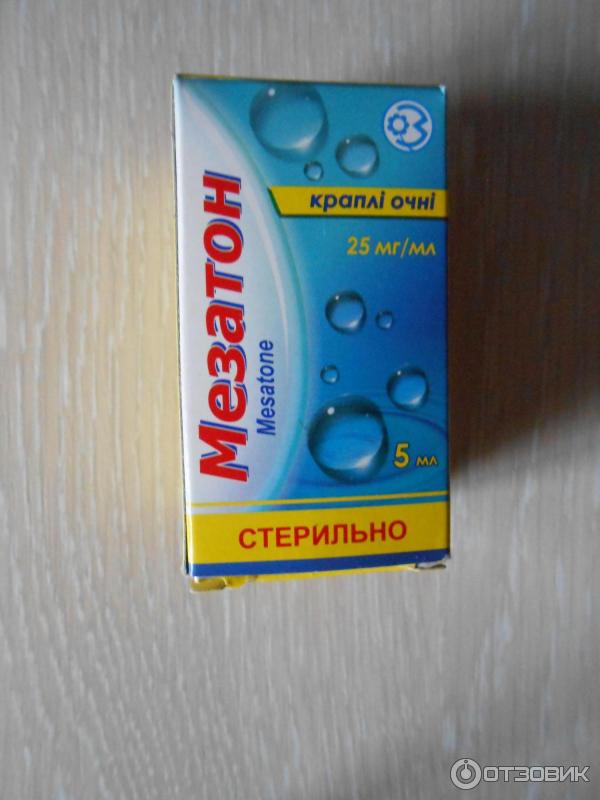 Мезатон
Mesatone
краплі очні
25 мг/мл
5 мл
СТЕРИЛЬНО
ОТЗОВИК